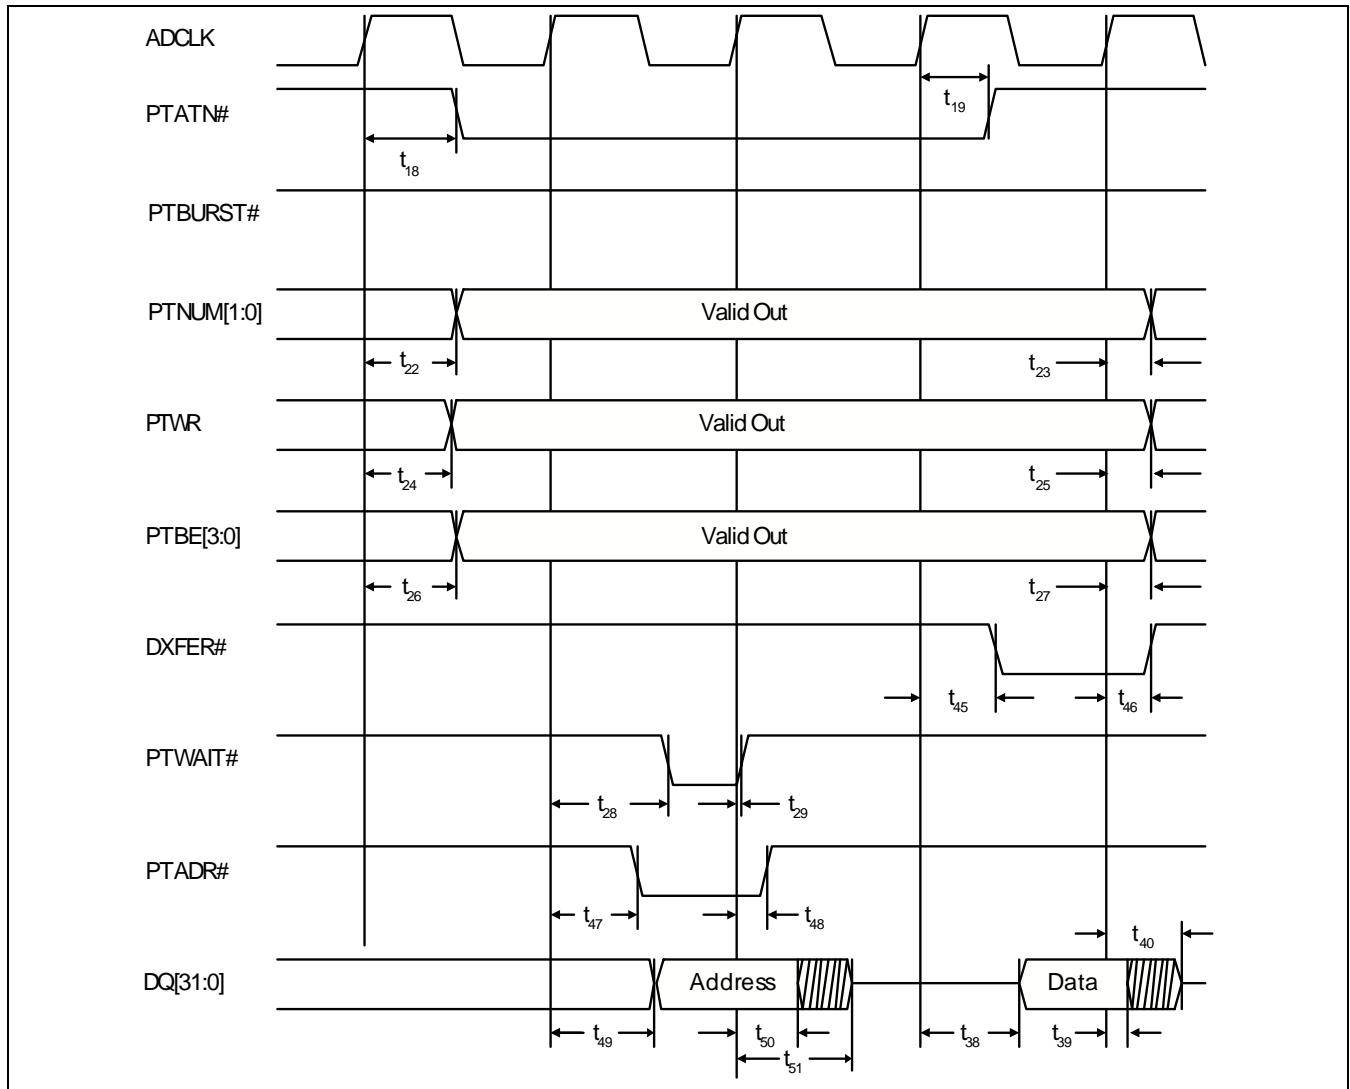 ADCLK
PTATN#
t19
t18
PTBURST#
PTNUM[1:0]
Valid Out
t22
t23
PTWR
Valid Out
t24
t25
PTBE[3:0]
Valid Out
t26
t27
DXFER#
t45
t46
PTWAIT#
t28
t29
PTADR#
t47
t48
t40
DQ[31:0]
Address
Data
t49
t50
t38
t39
t51